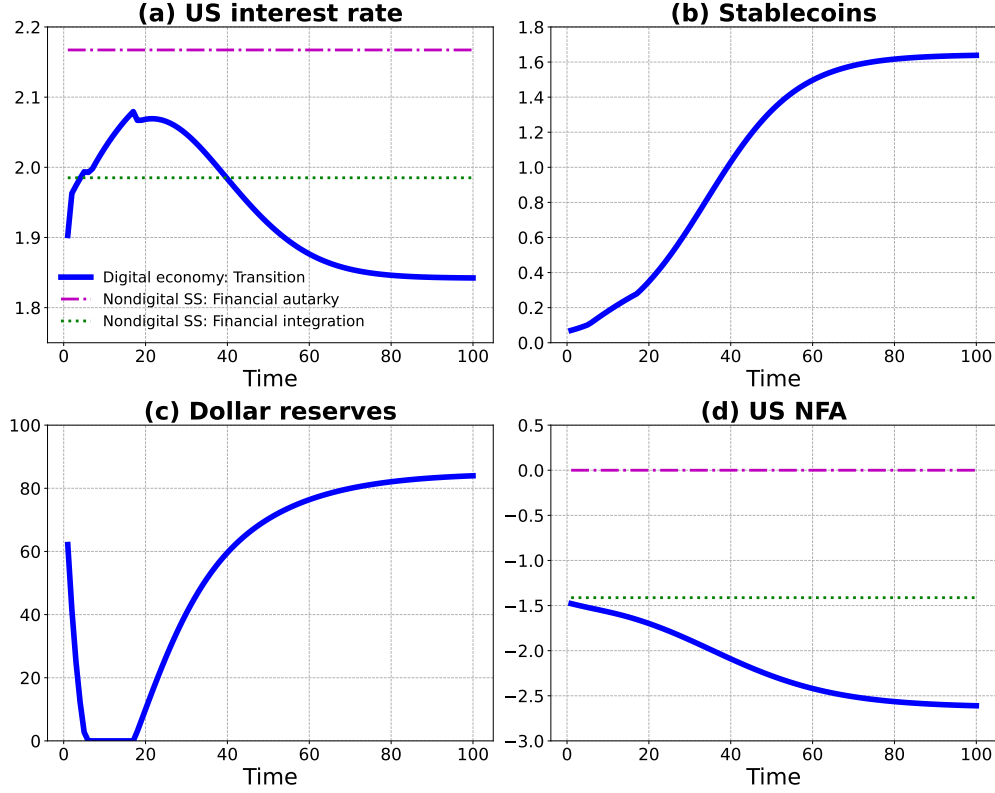 (a) US interest rate
2.2
2.1
2.0
1.9
1.8
Digital economy: Transition
Nondigital SS: Financial autarky
Nondigital SS: Financial integration
0 20 40 60 80 100
Time
(b) Stablecoins
1.8
1.6
1.4
1.2
1.0
0.8
0.6
0.4
0.2
0.0
0 20 40 60 80 100
Time
(c) Dollar reserves
100
80
60
40
20
0
0 20 40 60 80 100
Time
(d) US NFA
0.5
0.0
−0.5
−1.0
−1.5
−2.0
−2.5
−3.0
0 20 40 60 80 100
Time